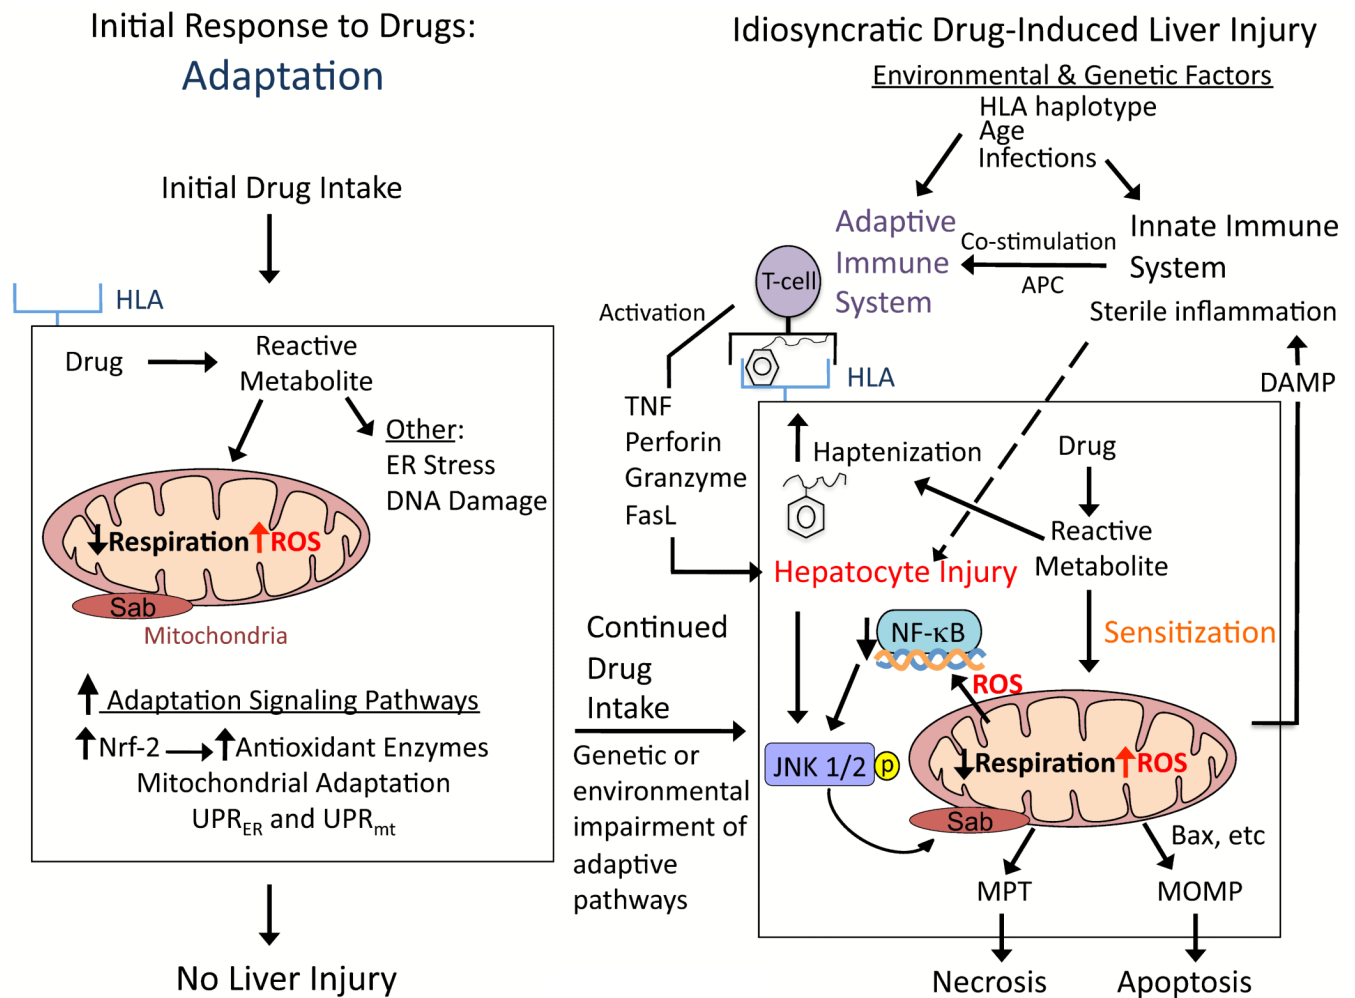 Initial Response to Drugs:
Adaptation
Initial Drug Intake
HLA
Drug
Reactive
Metabolite
Other:
ER Stress
DNA Damage
Respiration ROS
Sab
Mitochondria
Adaptation Signaling Pathways
Nrf-2 Antioxidant Enzymes
Mitochondrial Adaptation
UPRER and UPRmt
No Liver Injury
Continued
Drug
Intake
Genetic or
environmental
impairment of
adaptive
pathways
Idiosyncratic Drug-Induced Liver Injury
Environmental & Genetic Factors
HLA haplotype
Age
Infections
Adaptive
Immune
System
Co-stimulation
APC
Innate Immune
System
Sterile inflammation
DAMP
T-cell
Activation
HLA
TNF
Perforin
Granzyme
FasL
Haptenization
Drug
Reactive
Metabolite
Hepatocyte Injury
Sensitization
NF-κB
ROS
JNK 1/2 p
Respiration ROS
Sab
Bax, etc
MPT
MOMP
Necrosis
Apoptosis